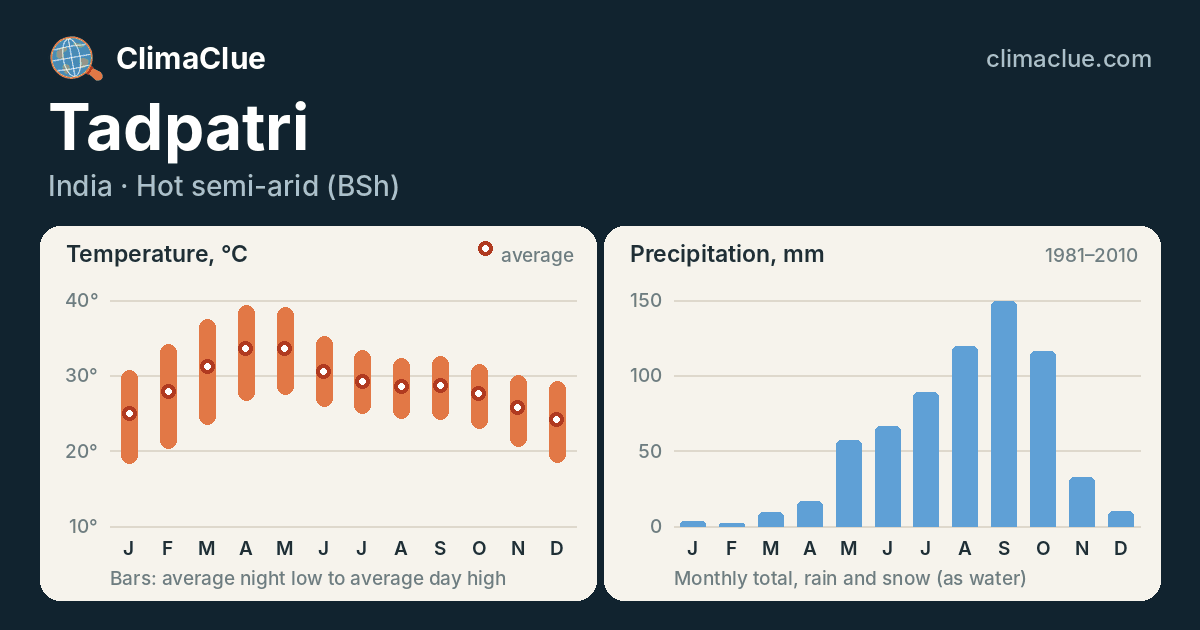 ClimaClue
climaclue.com
Tadpatri
India · Hot semi-arid (BSh)
Temperature, °C
average
40°
30°
20°
10°
J F M A M J J A S O N D
Bars: average night low to average day high
Precipitation, mm
1981–2010
150
100
50
0
J F M A M J J A S O N D
Monthly total, rain and snow (as water)